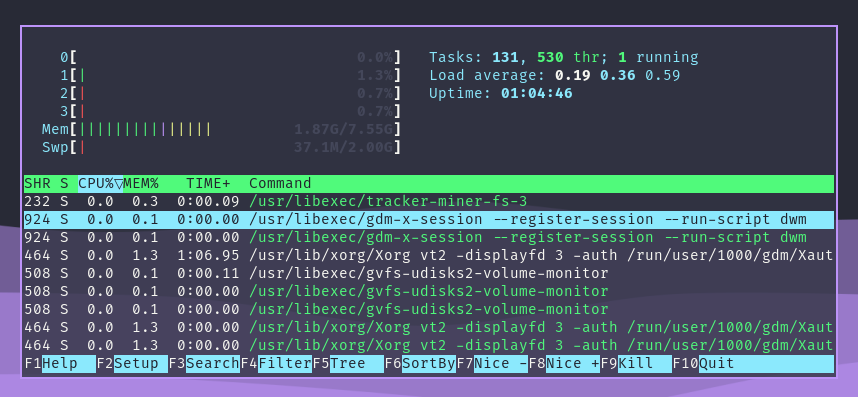 0[ 0.0%] Tasks: 131, 530 thr; 1 running
1[| 1.3%] Load average: 0.19 0.36 0.59
2[| 0.7%] Uptime: 01:04:46
3[| 0.7%]
Mem[||||||||||||||| 1.87G/7.55G]
Swp[| 37.1M/2.00G]
SHR S CPU%▽MEM% TIME+ Command
232 S 0.0 0.3 0:00.09 /usr/libexec/tracker-miner-fs-3
924 S 0.0 0.1 0:00.00 /usr/libexec/gdm-x-session --register-session --run-script dwm
924 S 0.0 0.1 0:00.00 /usr/libexec/gdm-x-session --register-session --run-script dwm
464 S 0.0 1.3 1:06.95 /usr/lib/xorg/Xorg vt2 -displayfd 3 -auth /run/user/1000/gdm/Xaut
508 S 0.0 0.1 0:00.11 /usr/libexec/gvfs-udisks2-volume-monitor
508 S 0.0 0.1 0:00.00 /usr/libexec/gvfs-udisks2-volume-monitor
508 S 0.0 0.1 0:00.00 /usr/libexec/gvfs-udisks2-volume-monitor
464 S 0.0 1.3 0:00.00 /usr/lib/xorg/Xorg vt2 -displayfd 3 -auth /run/user/1000/gdm/Xaut
464 S 0.0 1.3 0:00.00 /usr/lib/xorg/Xorg vt2 -displayfd 3 -auth /run/user/1000/gdm/Xaut
F1Help F2Setup F3SearchF4FilterF5Tree F6SortByF7Nice -F8Nice +F9Kill F10Quit